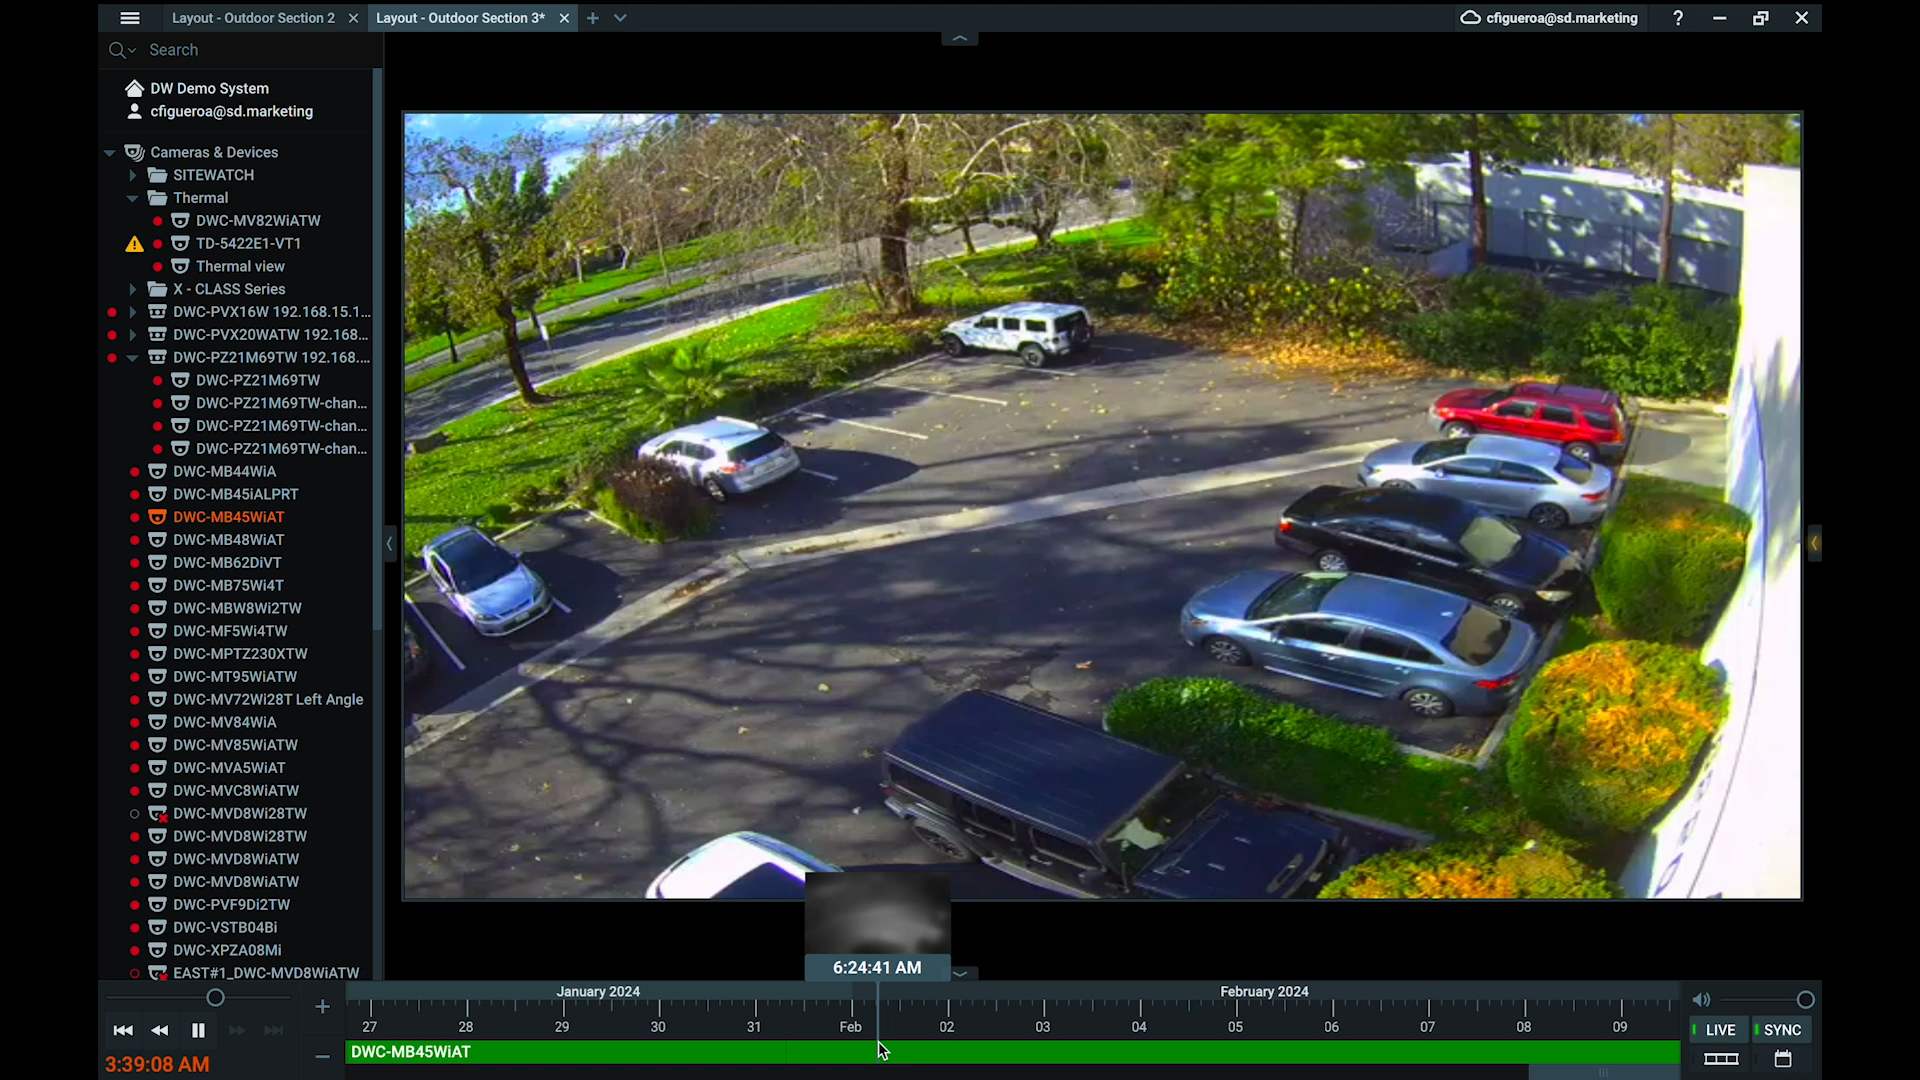 Layout - Outdoor Section 2
Layout - Outdoor Section 3*
cfigueroa@sd.marketing
?
Search
DW Demo System
cfigueroa@sd.marketing
Cameras & Devices
SITEWATCH
Thermal
DWC-MV82WiATW
TD-5422E1-VT1
Thermal view
X - CLASS Series
DWC-PVX16W 192.168.15.1...
DWC-PVX20WATW 192.168...
DWC-PZ21M69TW 192.168....
DWC-PZ21M69TW
DWC-PZ21M69TW-chan...
DWC-PZ21M69TW-chan...
DWC-PZ21M69TW-chan...
DWC-MB44WiA
DWC-MB45iALPRT
DWC-MB45WiAT
DWC-MB48WiAT
DWC-MB62DiVT
DWC-MB75Wi4T
DWC-MBW8Wi2TW
DWC-MF5Wi4TW
DWC-MPTZ230XTW
DWC-MT95WiATW
DWC-MV72Wi28T Left Angle
DWC-MV84WiA
DWC-MV85WiATW
DWC-MVA5WiAT
DWC-MVC8WiATW
DWC-MVD8Wi28TW
DWC-MVD8Wi28TW
DWC-MVD8WiATW
DWC-MVD8WiATW
DWC-PVF9Di2TW
DWC-VSTB04Bi
DWC-XPZA08Mi
EAST#1_DWC-MVD8WiATW
6:24:41 AM
January 2024
February 2024
27 28 29 30 31 Feb 02 03 04 05 06 07 08 09
DWC-MB45WiAT
3:39:08 AM
LIVE
SYNC